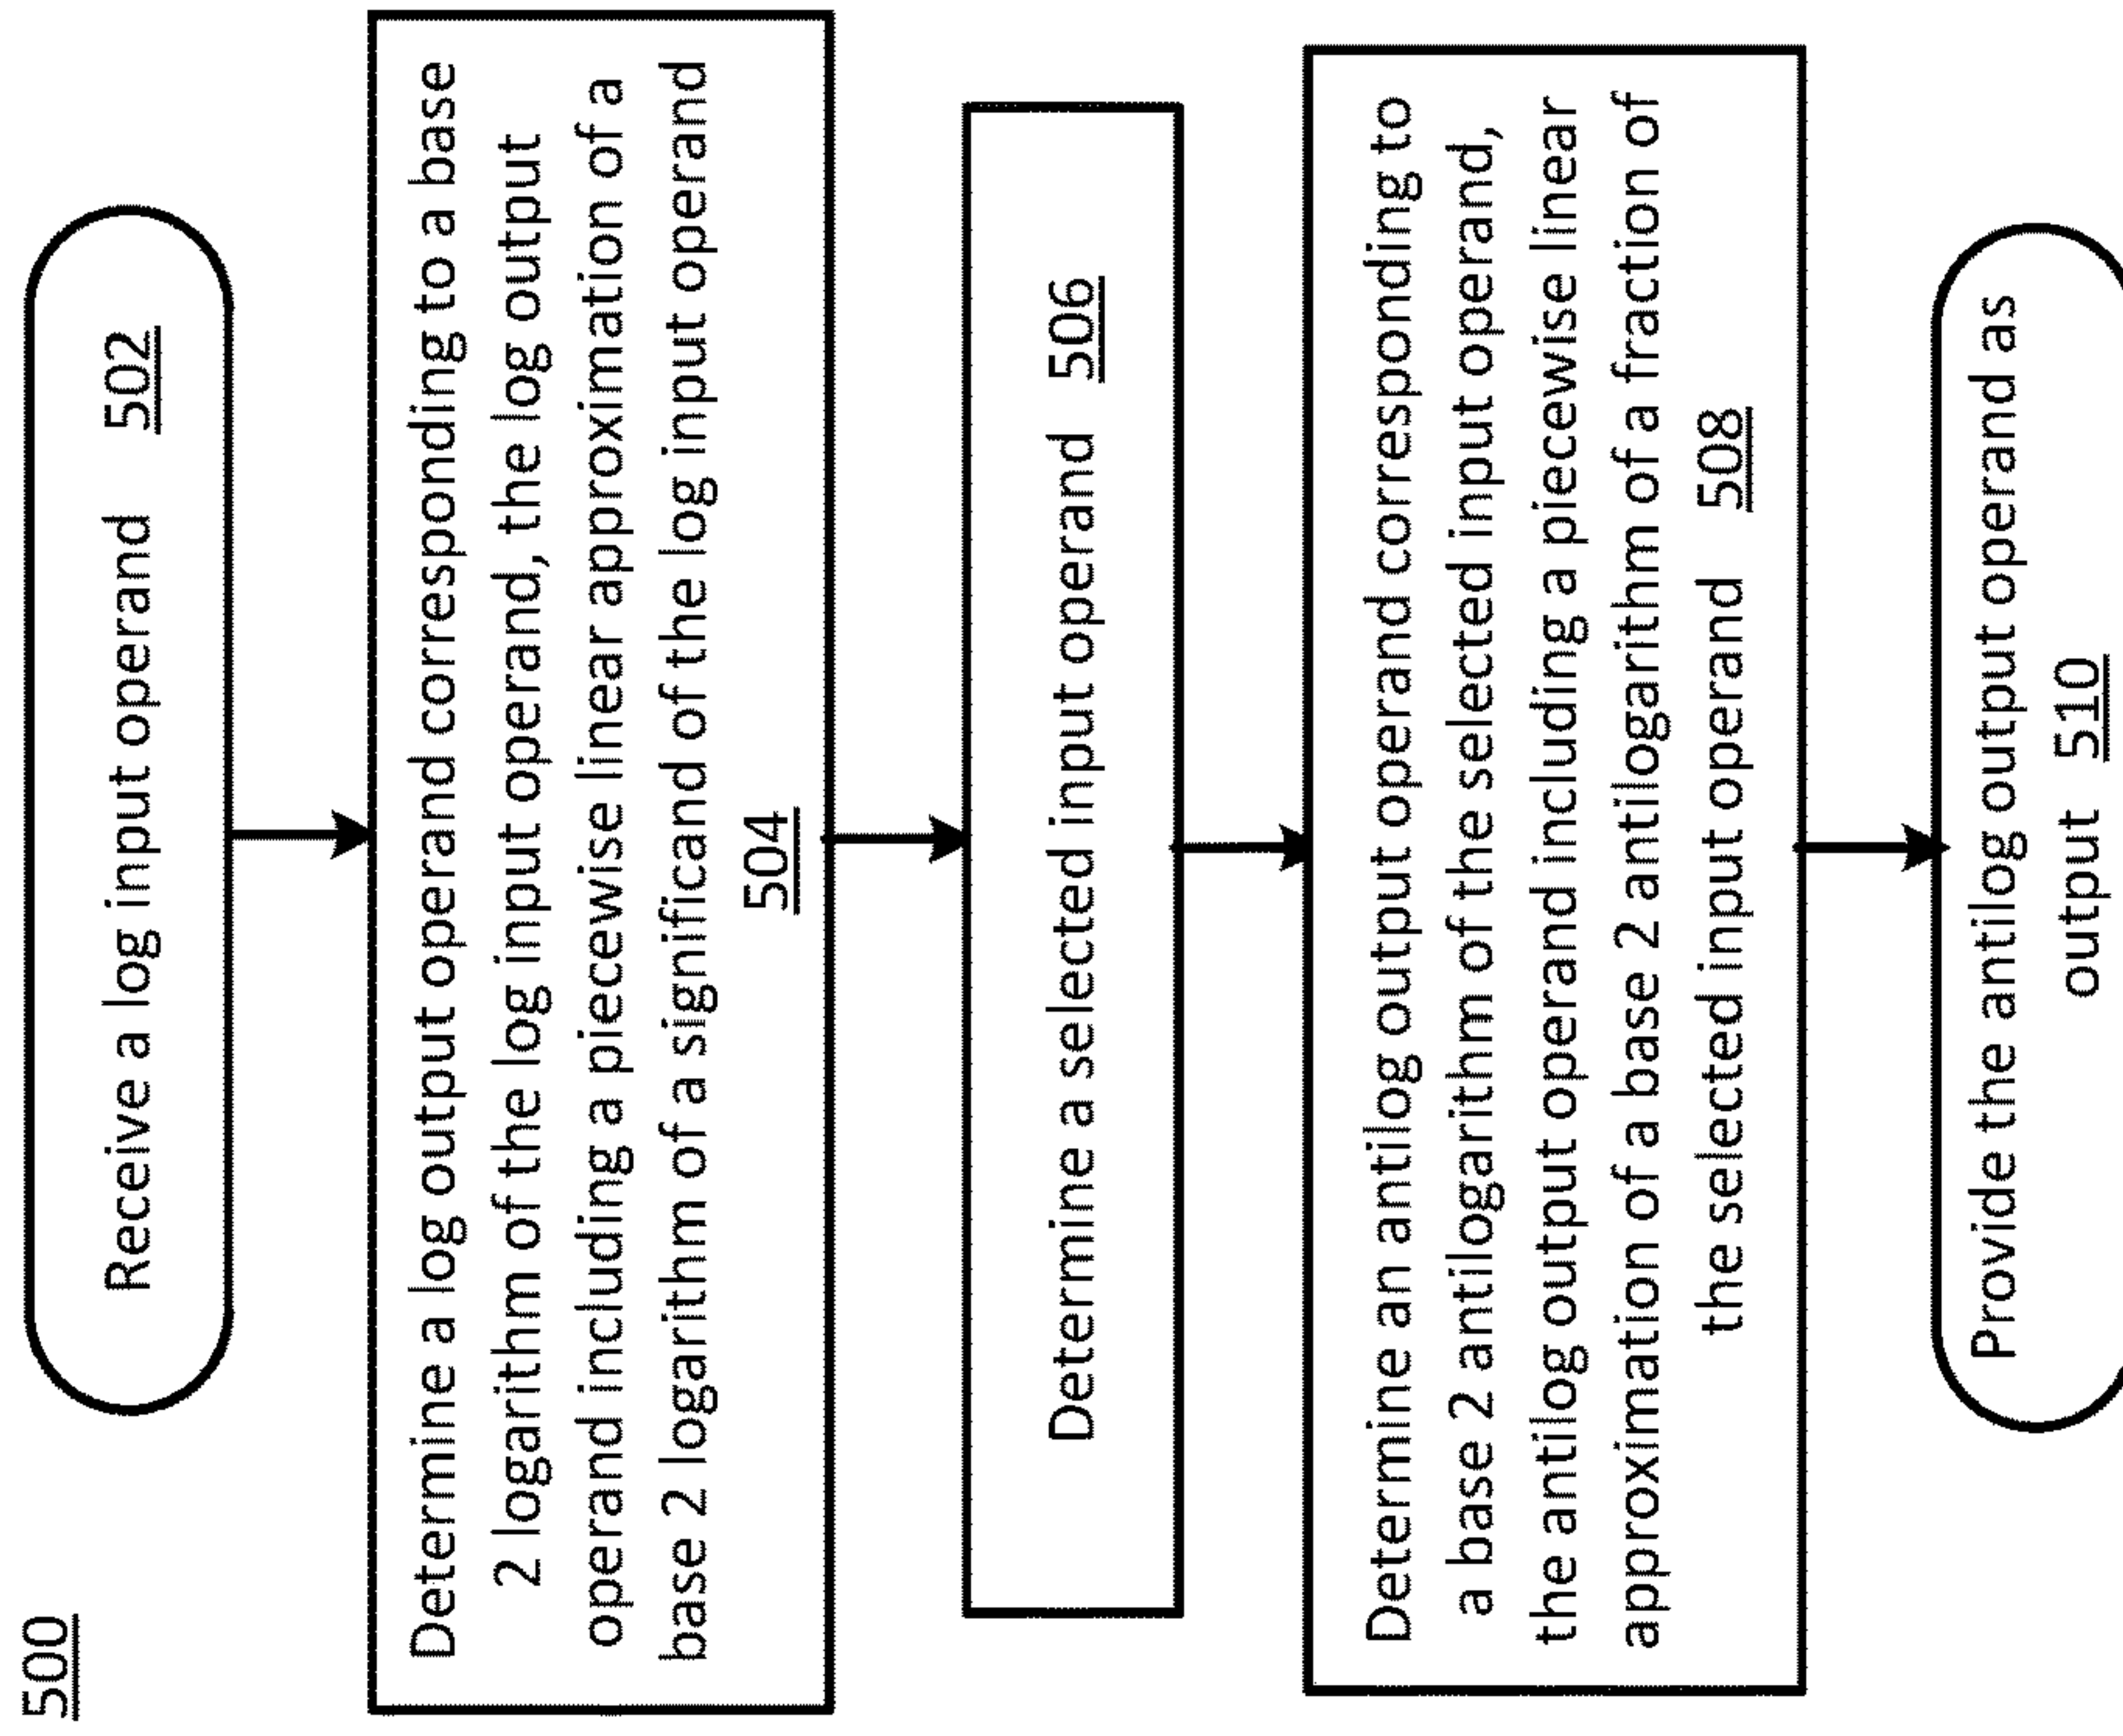 500
Receive a log input operand 502
Determine a log output operand corresponding to a base
2 logarithm of the log input operand, the log output
operand including a piecewise linear approximation of a
base 2 logarithm of a significand of the log input operand
504
Determine a selected input operand 506
Determine an antilog output operand corresponding to
a base 2 antilogarithm of the selected input operand,
the antilog output operand including a piecewise linear
approximation of a base 2 antilogarithm of a fraction of
the selected input operand 508
Provide the antilog output operand as
output 510